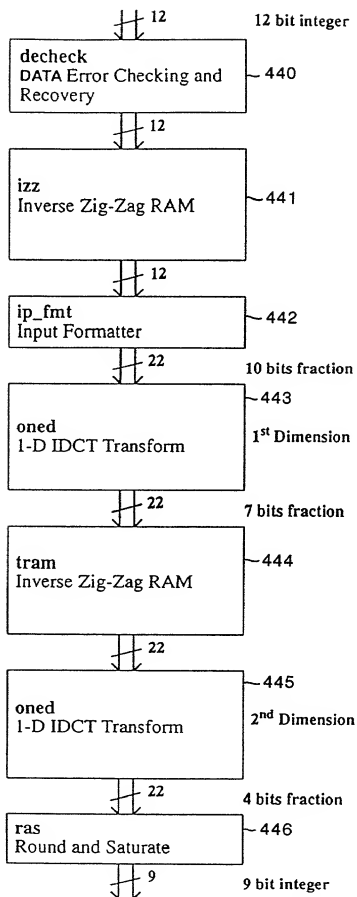 12
12 bit integer
decheck
DATA Error Checking and
Recovery
440
12
izz
Inverse Zig-Zag RAM
441
12
ip_fmt
Input Formatter
442
22
10 bits fraction
443
oned
1-D IDCT Transform
1st Dimension
22
7 bits fraction
tram
Inverse Zig-Zag RAM
444
22
445
oned
1-D IDCT Transform
2nd Dimension
22
4 bits fraction
ras
Round and Saturate
446
9
9 bit integer